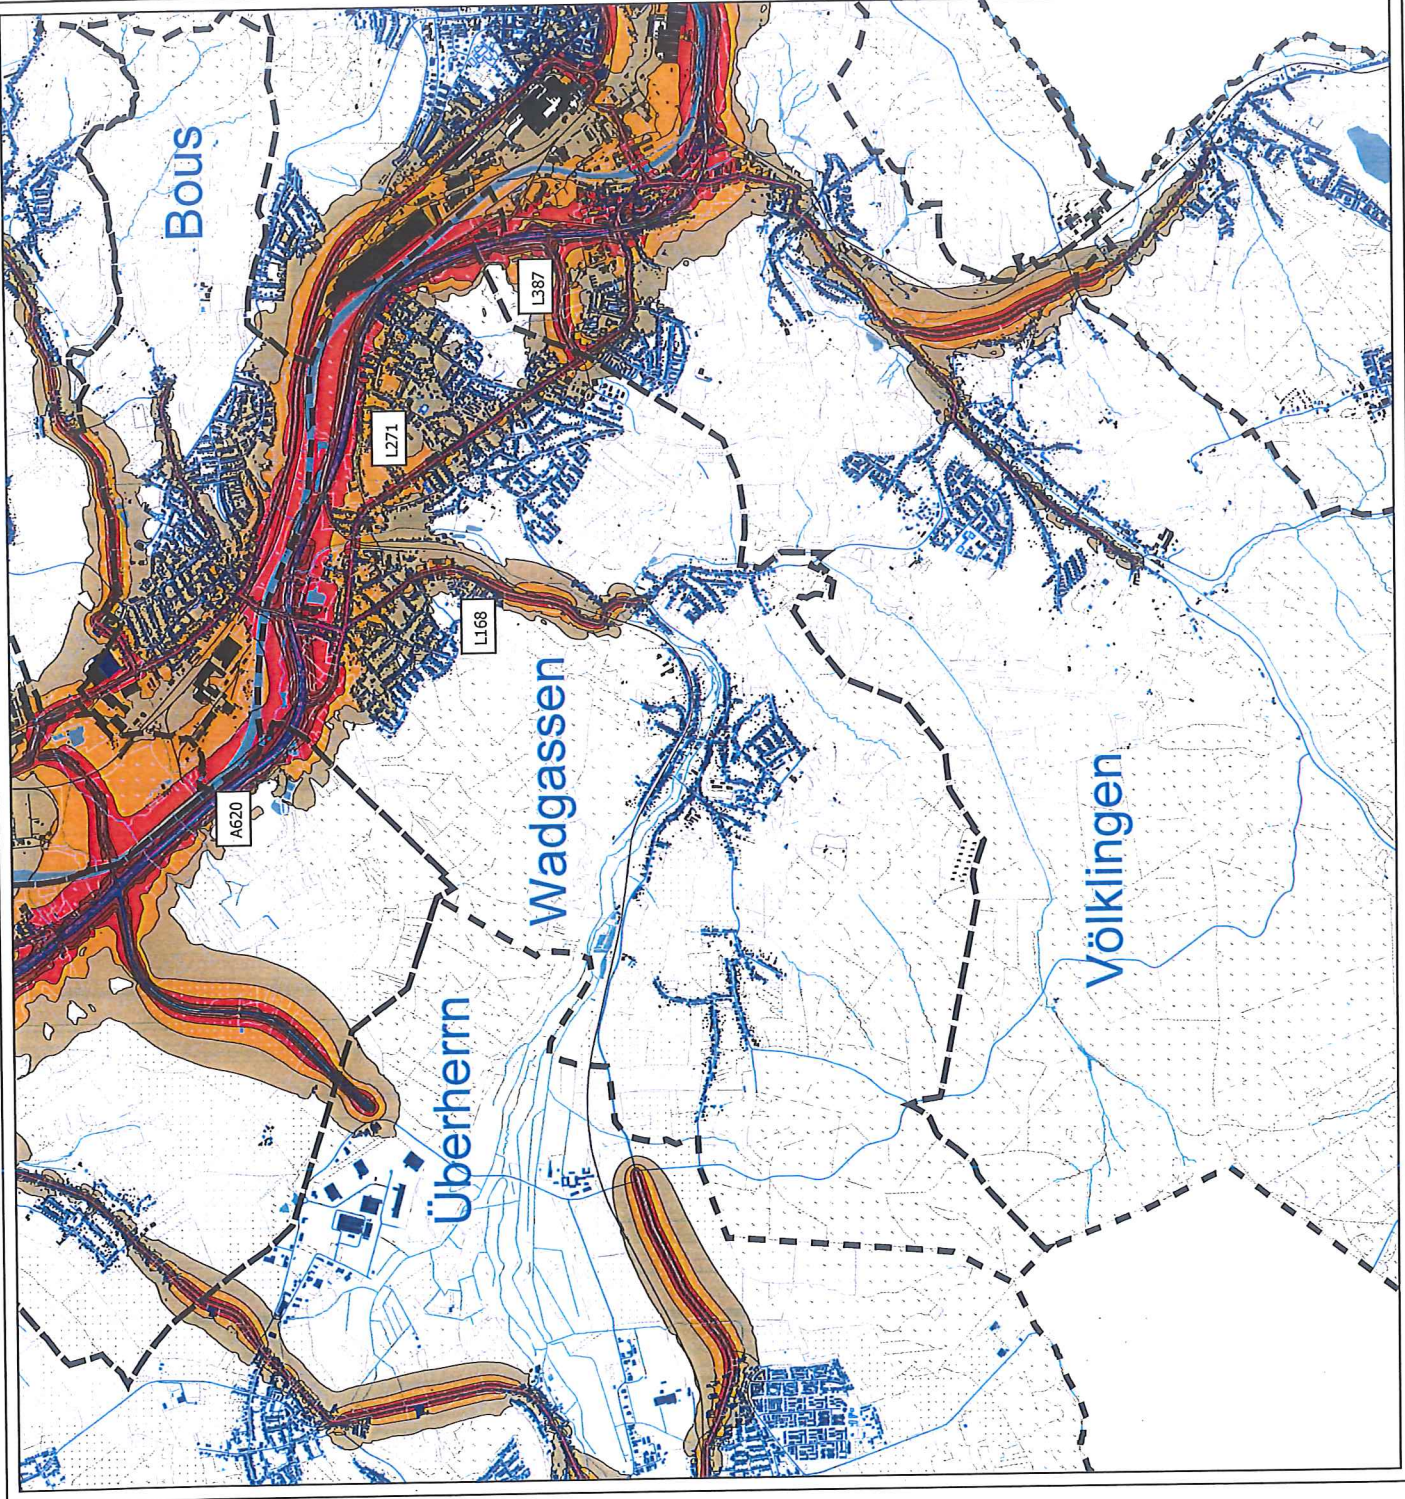 Bous
L387
L271
L168
A620
Wadgassen
Überherrn
Völklingen